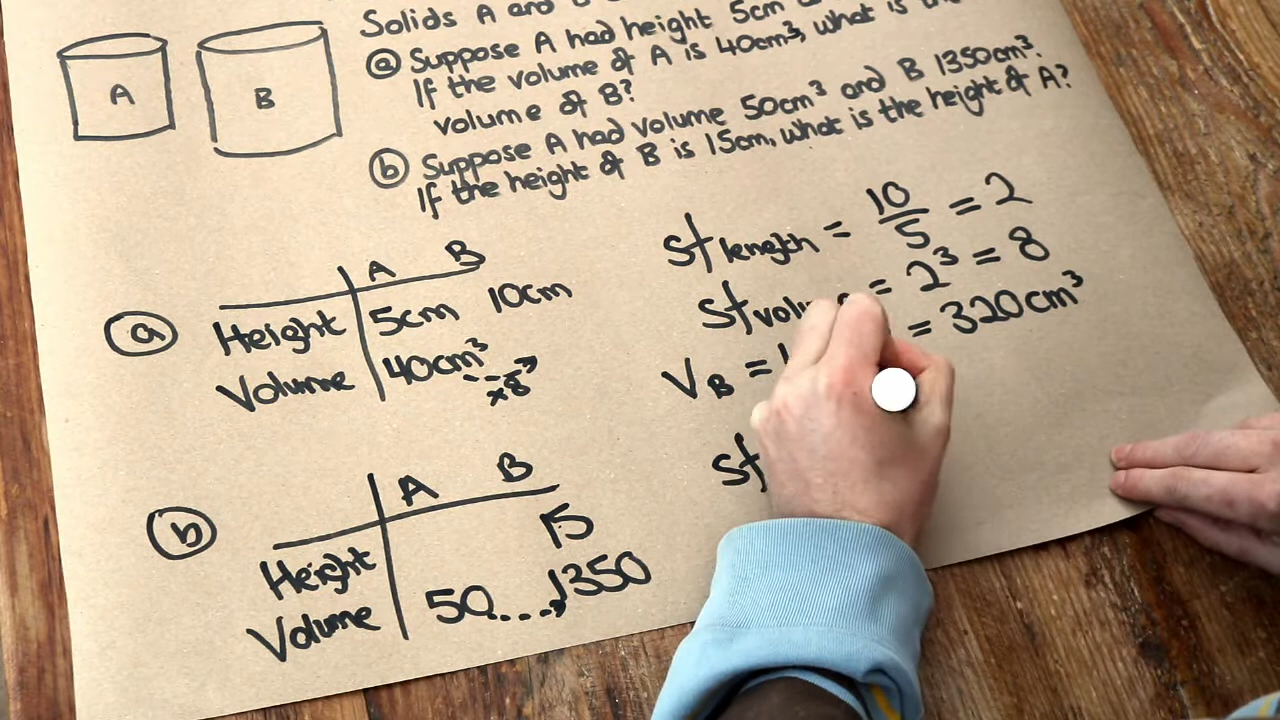 A
B
Solids A and
ⓐ Suppose A had height 5cm
If the volume of A is 40cm³, what is the
volume of B?
ⓑ Suppose A had volume 50cm³ and B 1350cm³.
If the height of B is 15cm, what is the height of A?
ⓐ
A B
Height 5cm 10cm
Volume 40cm³
×8
sf length = 10/5 = 2
= 2³ = 8
V_B = = 320cm³
sf
ⓑ
A B
Height 15
Volume 50 1350